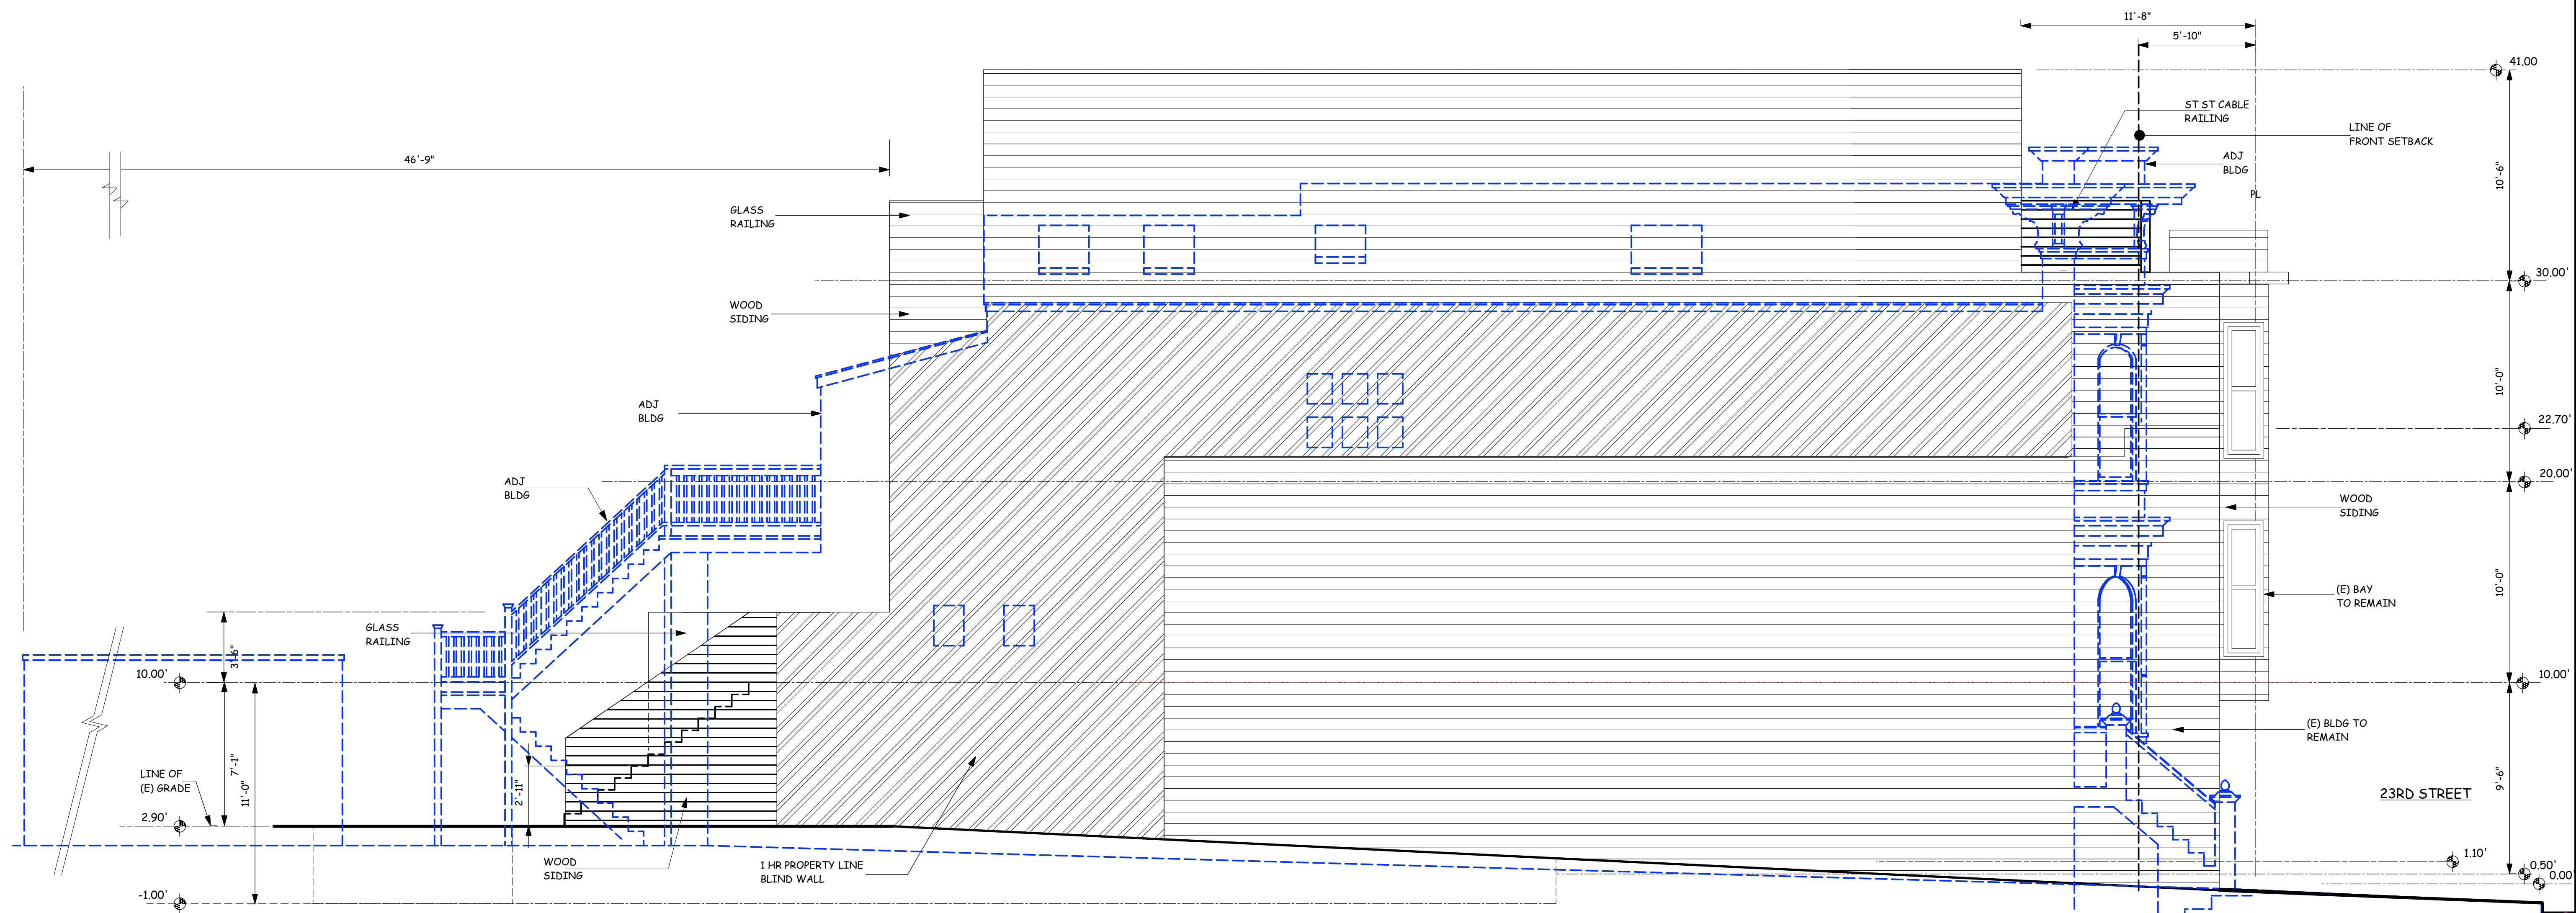 11'-8"
5'-10"
41.00
ST ST CABLE
RAILING
LINE OF
FRONT SETBACK
46'-9"
ADJ
BLDG
10'-6"
PL
GLASS
RAILING
30.00'
WOOD
SIDING
10'-0"
ADJ
BLDG
22.70'
ADJ
BLDG
20.00'
WOOD
SIDING
10'-0"
(E) BAY
TO REMAIN
GLASS
RAILING
3'-6"
10.00'
10.00'
(E) BLDG TO
REMAIN
7'-1"
11'-0"
LINE OF
(E) GRADE
2'-11"
9'-6"
23RD STREET
2.90'
WOOD
SIDING
1 HR PROPERTY LINE
BLIND WALL
1.10'
0.50'
0.00'
-1.00'